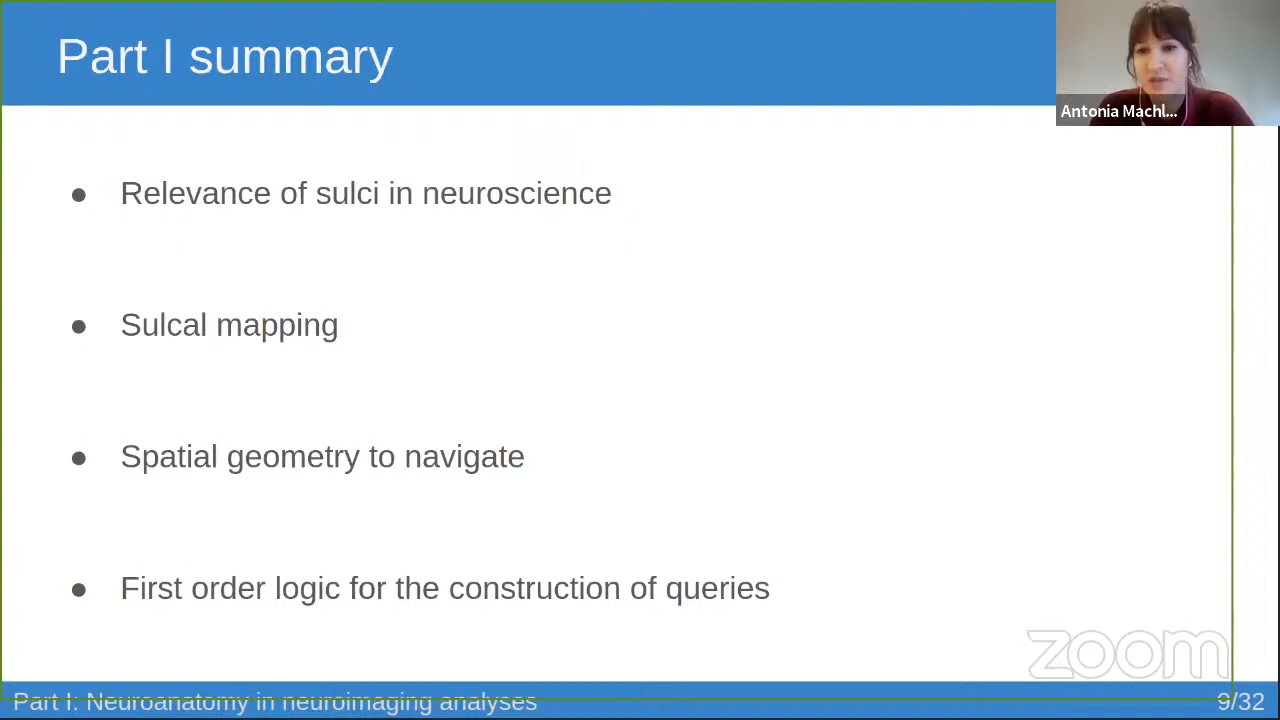 Part I summary
Antonia Machl...
● Relevance of sulci in neuroscience
● Sulcal mapping
● Spatial geometry to navigate
● First order logic for the construction of queries
zoom
Part I: Neuroanatomy in neuroimaging analyses
9/32